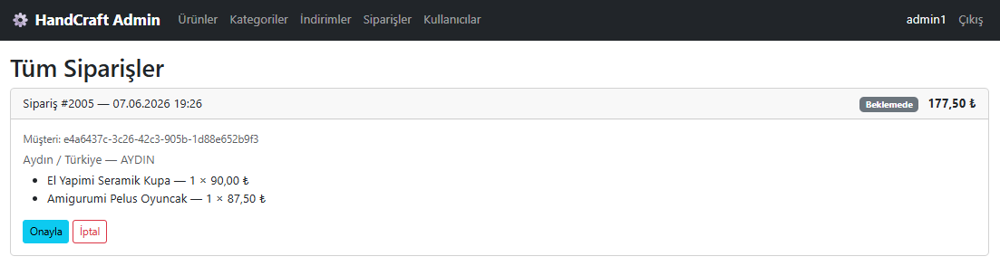 HandCraft Admin Ürünler Kategoriler İndirimler Siparişler Kullanıcılar admin1 Çıkış
Tüm Siparişler
Sipariş #2005 — 07.06.2026 19:26 Beklemede 177,50 ₺
Müşteri: e4a6437c-3c26-42c3-905b-1d88e652b9f3
Aydın / Türkiye — AYDIN
El Yapimi Seramik Kupa — 1 × 90,00 ₺
Amigurumi Pelus Oyuncak — 1 × 87,50 ₺
Onayla İptal